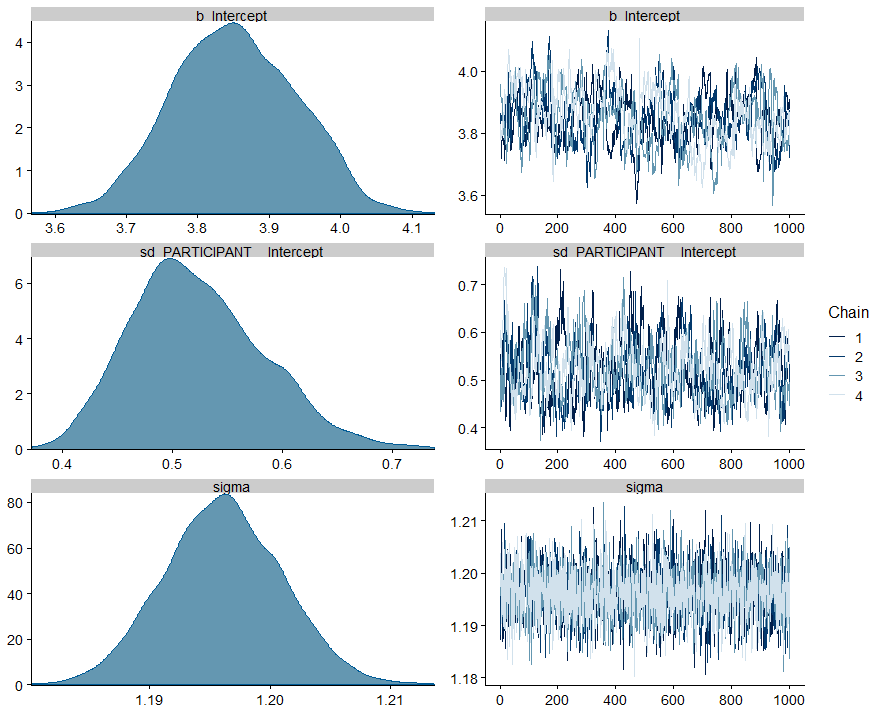 b_Intercept
4
3
2
1
0
3.6 3.7 3.8 3.9 4.0 4.1
b_Intercept
4.0
3.8
3.6
0 200 400 600 800 1000
sd_PARTICIPANT__Intercept
6
4
2
0
0.4 0.5 0.6 0.7
sd_PARTICIPANT__Intercept
0.7
0.6
0.5
0.4
0 200 400 600 800 1000
sigma
80
60
40
20
0
1.19 1.20 1.21
sigma
1.21
1.20
1.19
1.18
0 200 400 600 800 1000
Chain
1
2
3
4